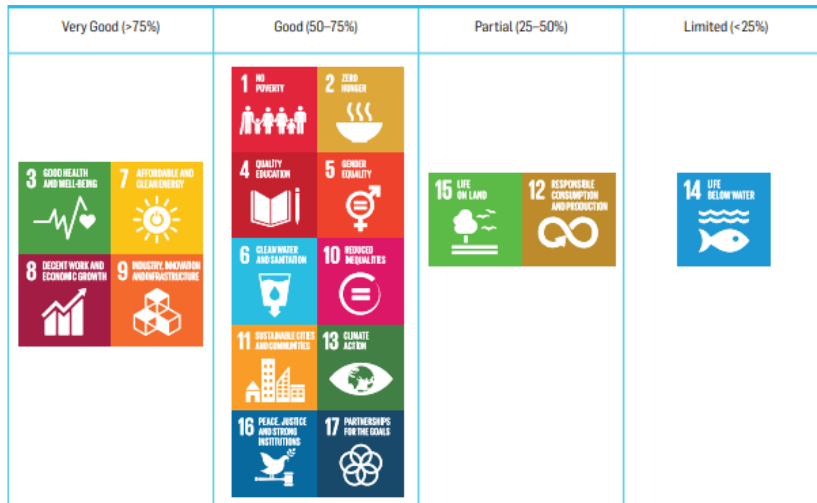 Very Good (>75%)
Good (50–75%)
Partial (25–50%)
Limited (<25%)
3 GOOD HEALTH
AND WELL-BEING
7 AFFORDABLE AND
CLEAN ENERGY
8 DECENT WORK AND
ECONOMIC GROWTH
9 INDUSTRY, INNOVATION
AND INFRASTRUCTURE
1 NO
POVERTY
2 ZERO
HUNGER
4 QUALITY
EDUCATION
5 GENDER
EQUALITY
6 CLEAN WATER
AND SANITATION
10 REDUCED
INEQUALITIES
11 SUSTAINABLE CITIES
AND COMMUNITIES
13 CLIMATE
ACTION
16 PEACE, JUSTICE
AND STRONG
INSTITUTIONS
17 PARTNERSHIPS
FOR THE GOALS
15 LIFE
ON LAND
12 RESPONSIBLE
CONSUMPTION
AND PRODUCTION
14 LIFE
BELOW WATER